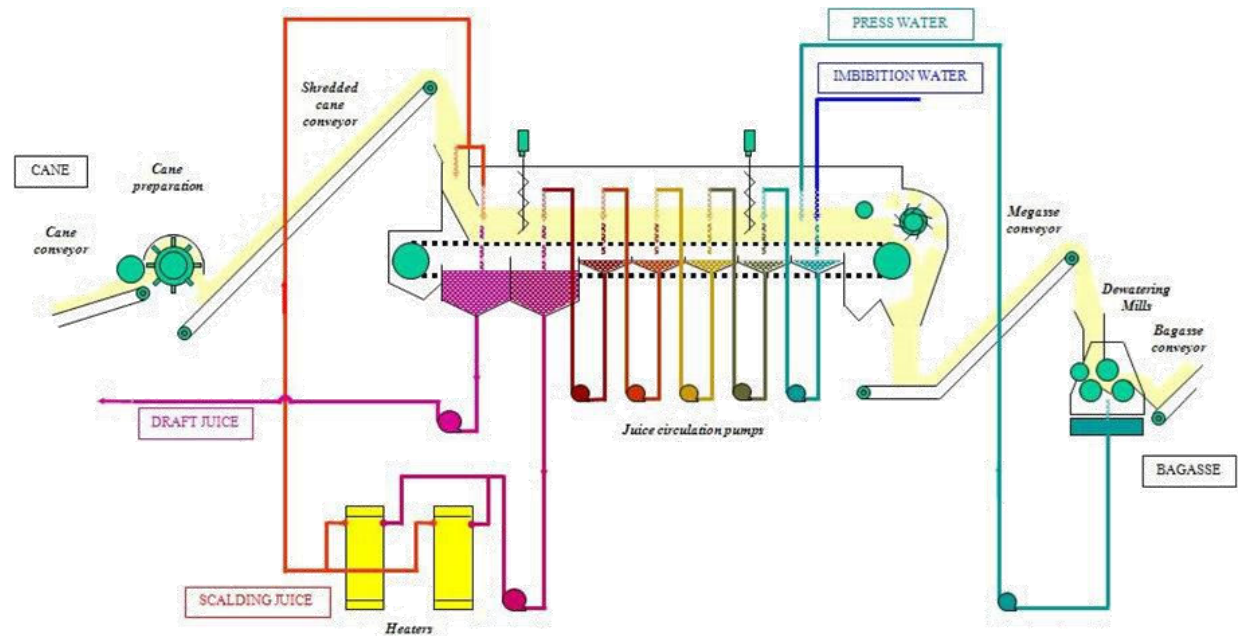 PRESS WATER
IMBIBITION WATER
Shredded
cane
conveyor
CANE
Cane
preparation
Cane
conveyor
Megasse
conveyor
Dewatering
Mills
Bagasse
conveyor
DRAFT JUICE
Juice circulation pumps
BAGASSE
SCALDING JUICE
Heaters